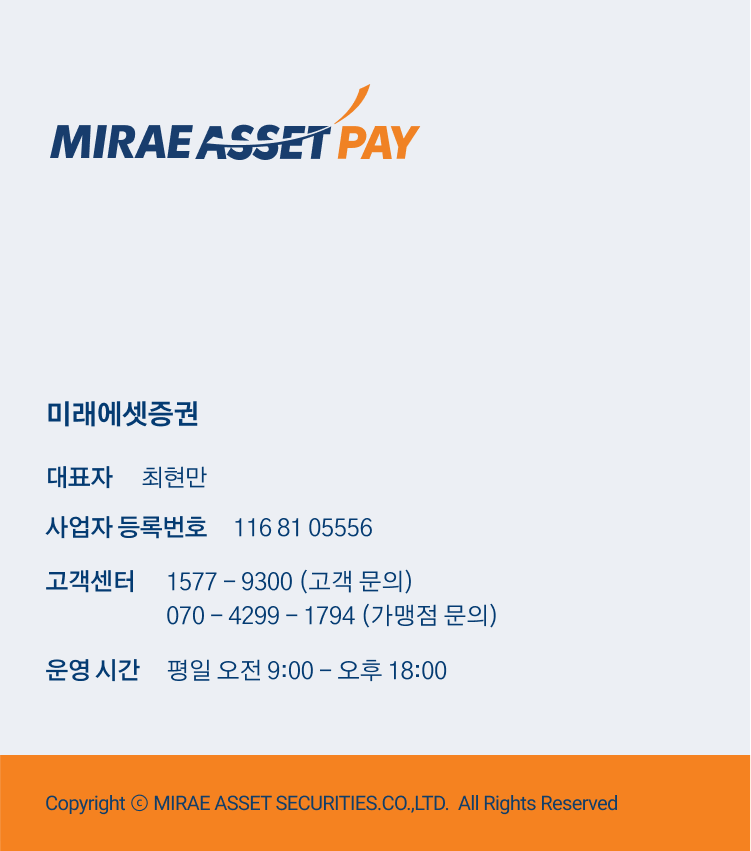 MIRAE ASSET PAY
미래에셋증권
대표자 최현만
사업자 등록번호 116 81 05556
고객센터 1577 – 9300 (고객 문의)
070 – 4299 – 1794 (가맹점 문의)
운영 시간 평일 오전 9:00 – 오후 18:00
Copyright ⓒ MIRAE ASSET SECURITIES.CO.,LTD. All Rights Reserved